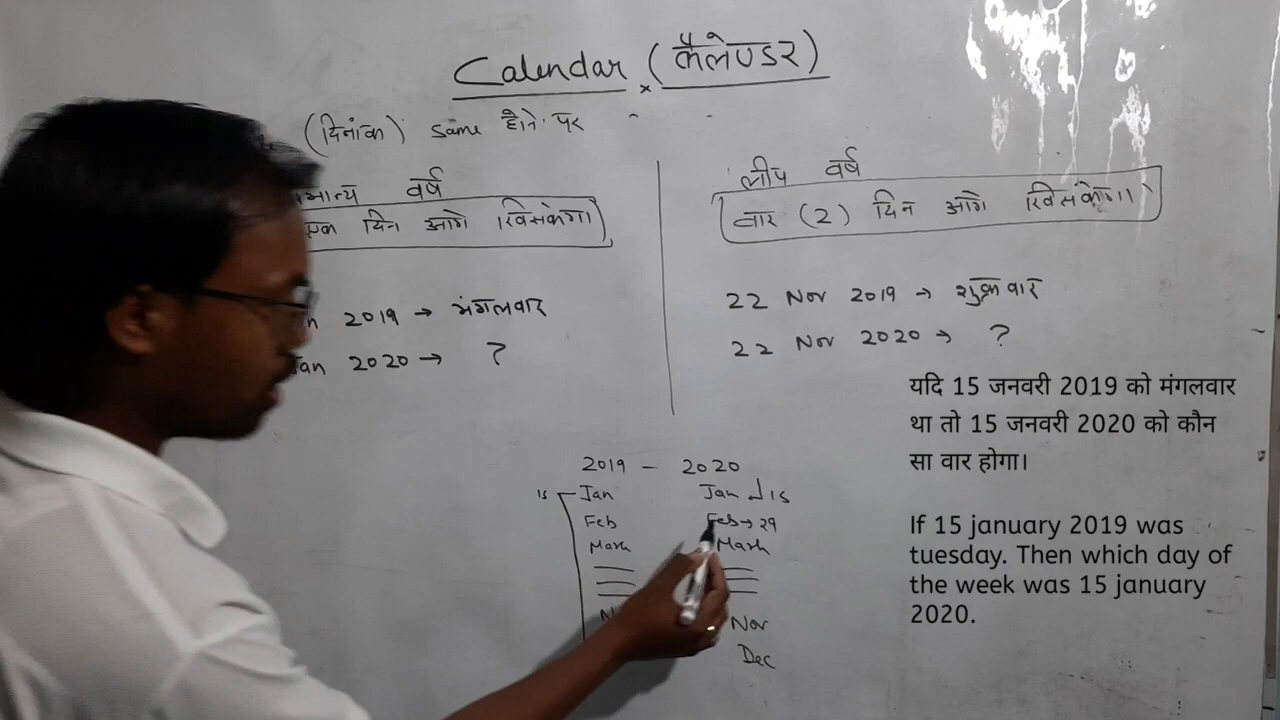 Calendar (कैलेण्डर)
(दिनांक) same होने पर
वर्ष
दिन आगे खिसकेगा।
2019 → मंगलवार
Jan 2020 → ?
लीप वर्ष
वार (2) दिन आगे खिसकेगा।
22 Nov 2019 → शुक्रवार
22 Nov 2020 → ?
2019 - 2020
15 Jan Jan 15
Feb Feb → 29
Marh Marh
Nov
Dec
यदि 15 जनवरी 2019 को मंगलवार
था तो 15 जनवरी 2020 को कौन
सा वार होगा।
If 15 january 2019 was
tuesday. Then which day of
the week was 15 january
2020.